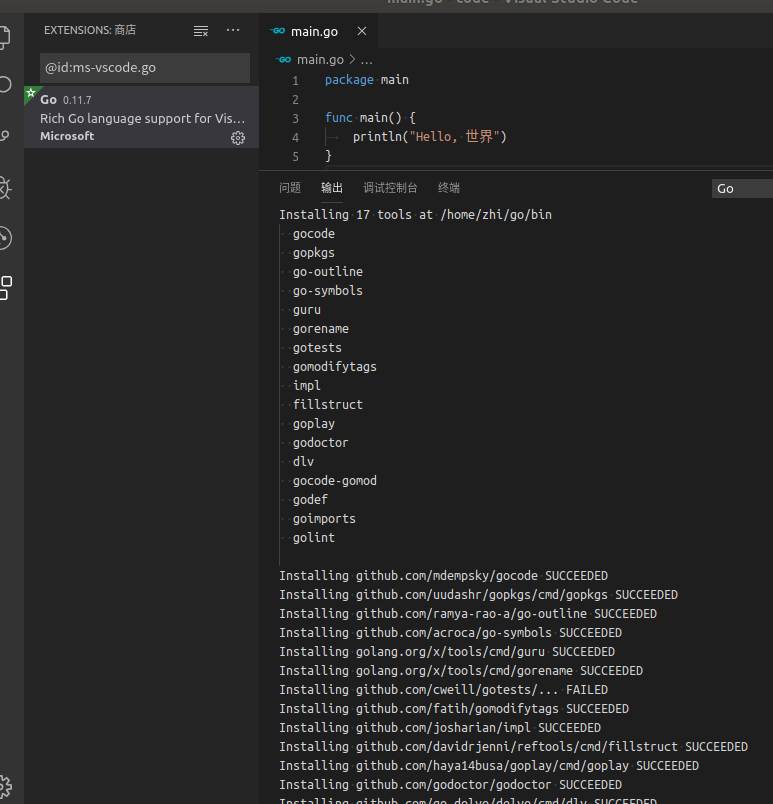 EXTENSIONS: 商店
@id:ms-vscode.go
Go 0.11.7
Rich Go language support for Vis...
Microsoft
main.go
main.go > ...
1 package main
2
3 func main() {
4 println("Hello, 世界")
5 }
问题 输出 调试控制台 终端 Go
Installing 17 tools at /home/zhi/go/bin
gocode
gopkgs
go-outline
go-symbols
guru
gorename
gotests
gomodifytags
impl
fillstruct
goplay
godoctor
dlv
gocode-gomod
godef
goimports
golint
Installing github.com/mdempsky/gocode SUCCEEDED
Installing github.com/uudashr/gopkgs/cmd/gopkgs SUCCEEDED
Installing github.com/ramya-rao-a/go-outline SUCCEEDED
Installing github.com/acroca/go-symbols SUCCEEDED
Installing golang.org/x/tools/cmd/guru SUCCEEDED
Installing golang.org/x/tools/cmd/gorename SUCCEEDED
Installing github.com/cweill/gotests/... FAILED
Installing github.com/fatih/gomodifytags SUCCEEDED
Installing github.com/josharian/impl SUCCEEDED
Installing github.com/davidrjenni/reftools/cmd/fillstruct SUCCEEDED
Installing github.com/haya14busa/goplay/cmd/goplay SUCCEEDED
Installing github.com/godoctor/godoctor SUCCEEDED
Installing github.com/go-delve/delve/cmd/dlv SUCCEEDED